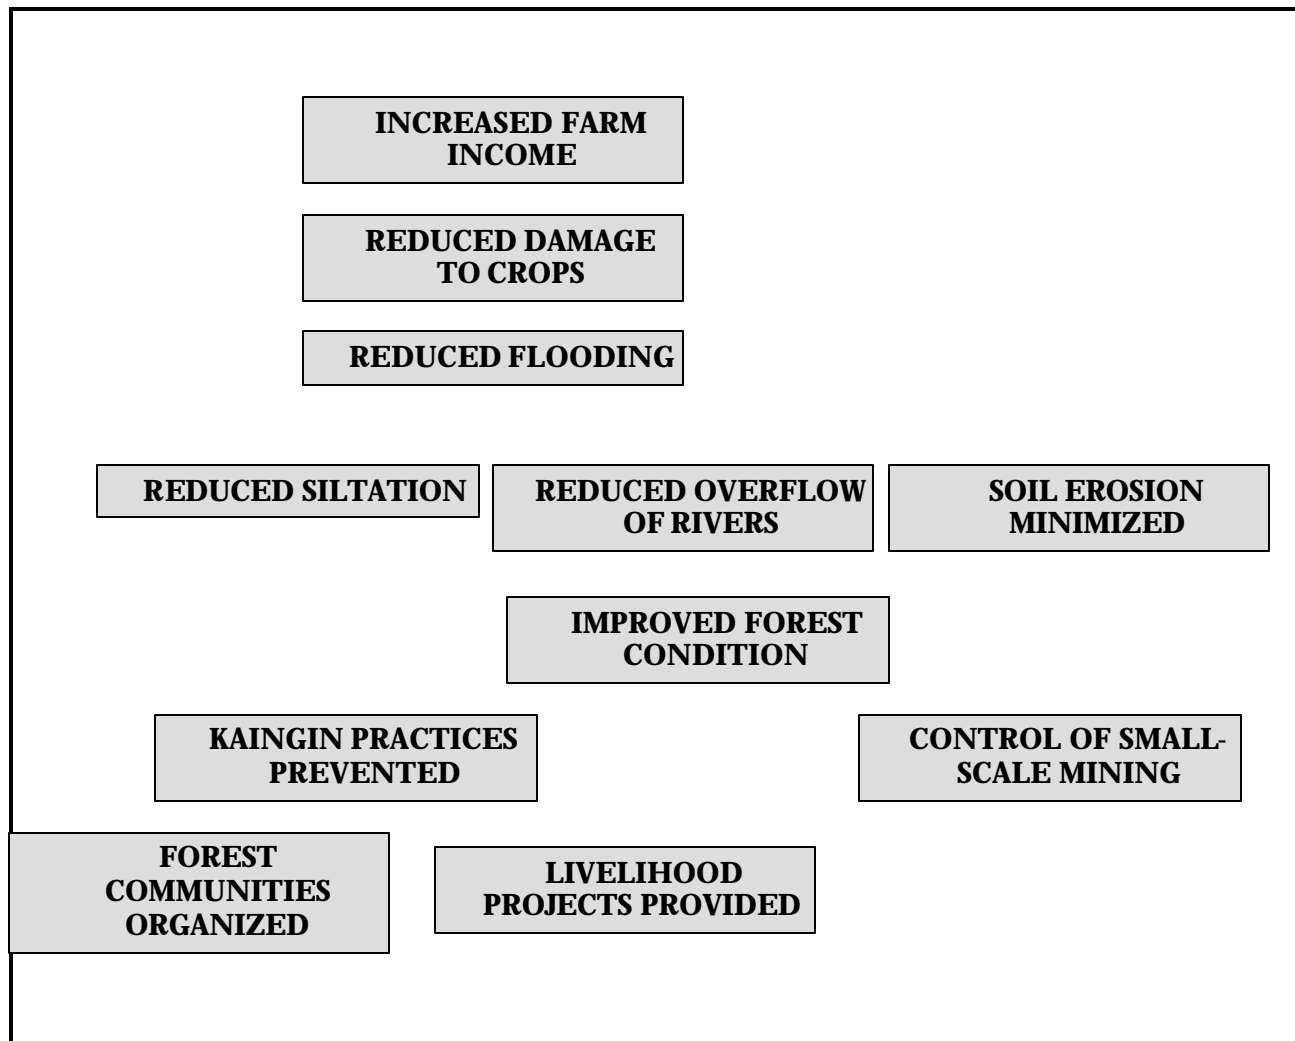 INCREASED FARM
INCOME
REDUCED DAMAGE
TO CROPS
REDUCED FLOODING
REDUCED SILTATION
REDUCED OVERFLOW
OF RIVERS
SOIL EROSION
MINIMIZED
IMPROVED FOREST
CONDITION
KAINGIN PRACTICES
PREVENTED
CONTROL OF SMALL-
SCALE MINING
FOREST
COMMUNITIES
ORGANIZED
LIVELIHOOD
PROJECTS PROVIDED